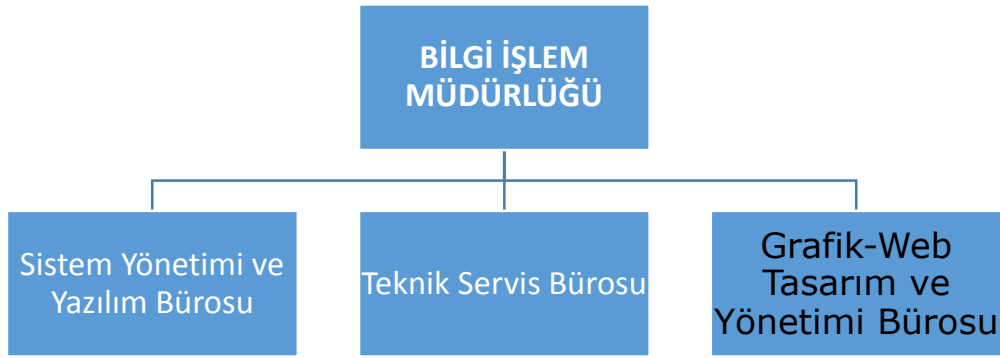 BİLGİ İŞLEM
MÜDÜRLÜĞÜ
Sistem Yönetimi ve
Yazılım Bürosu
Teknik Servis Bürosu
Grafik-Web
Tasarım ve
Yönetimi Bürosu